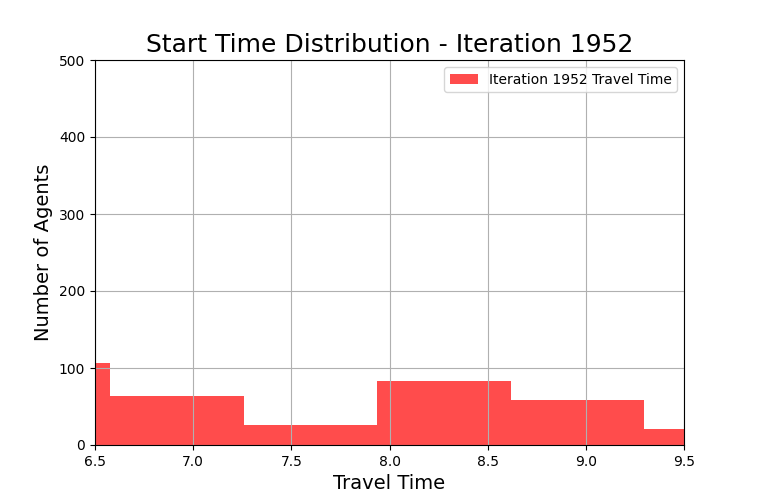 Start Time Distribution - Iteration 1952
Iteration 1952 Travel Time
Number of Agents
500
400
300
200
100
0
6.5 7.0 7.5 8.0 8.5 9.0 9.5
Travel Time